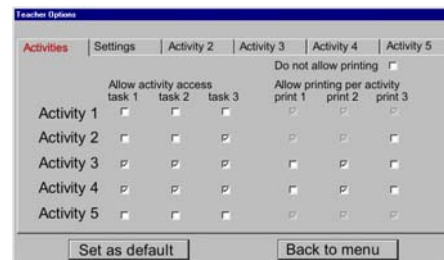 Teacher Options
Activities Settings Activity 2 Activity 3 Activity 4 Activity 5
Do not allow printing
Allow activity access Allow printing per activity
task 1 task 2 task 3 print 1 print 2 print 3
Activity 1
Activity 2
Activity 3
Activity 4
Activity 5
Set as default Back to menu